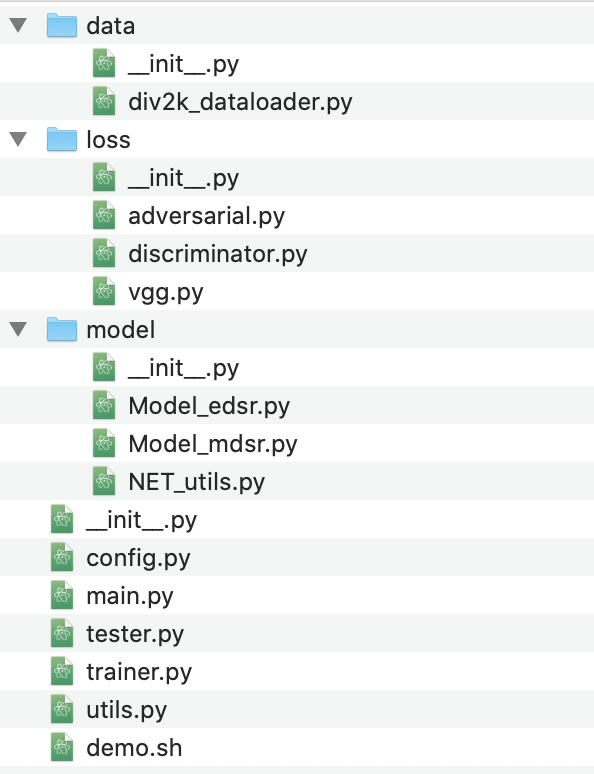 data
__init__.py
div2k_dataloader.py
loss
__init__.py
adversarial.py
discriminator.py
vgg.py
model
__init__.py
Model_edsr.py
Model_mdsr.py
NET_utils.py
__init__.py
config.py
main.py
tester.py
trainer.py
utils.py
demo.sh